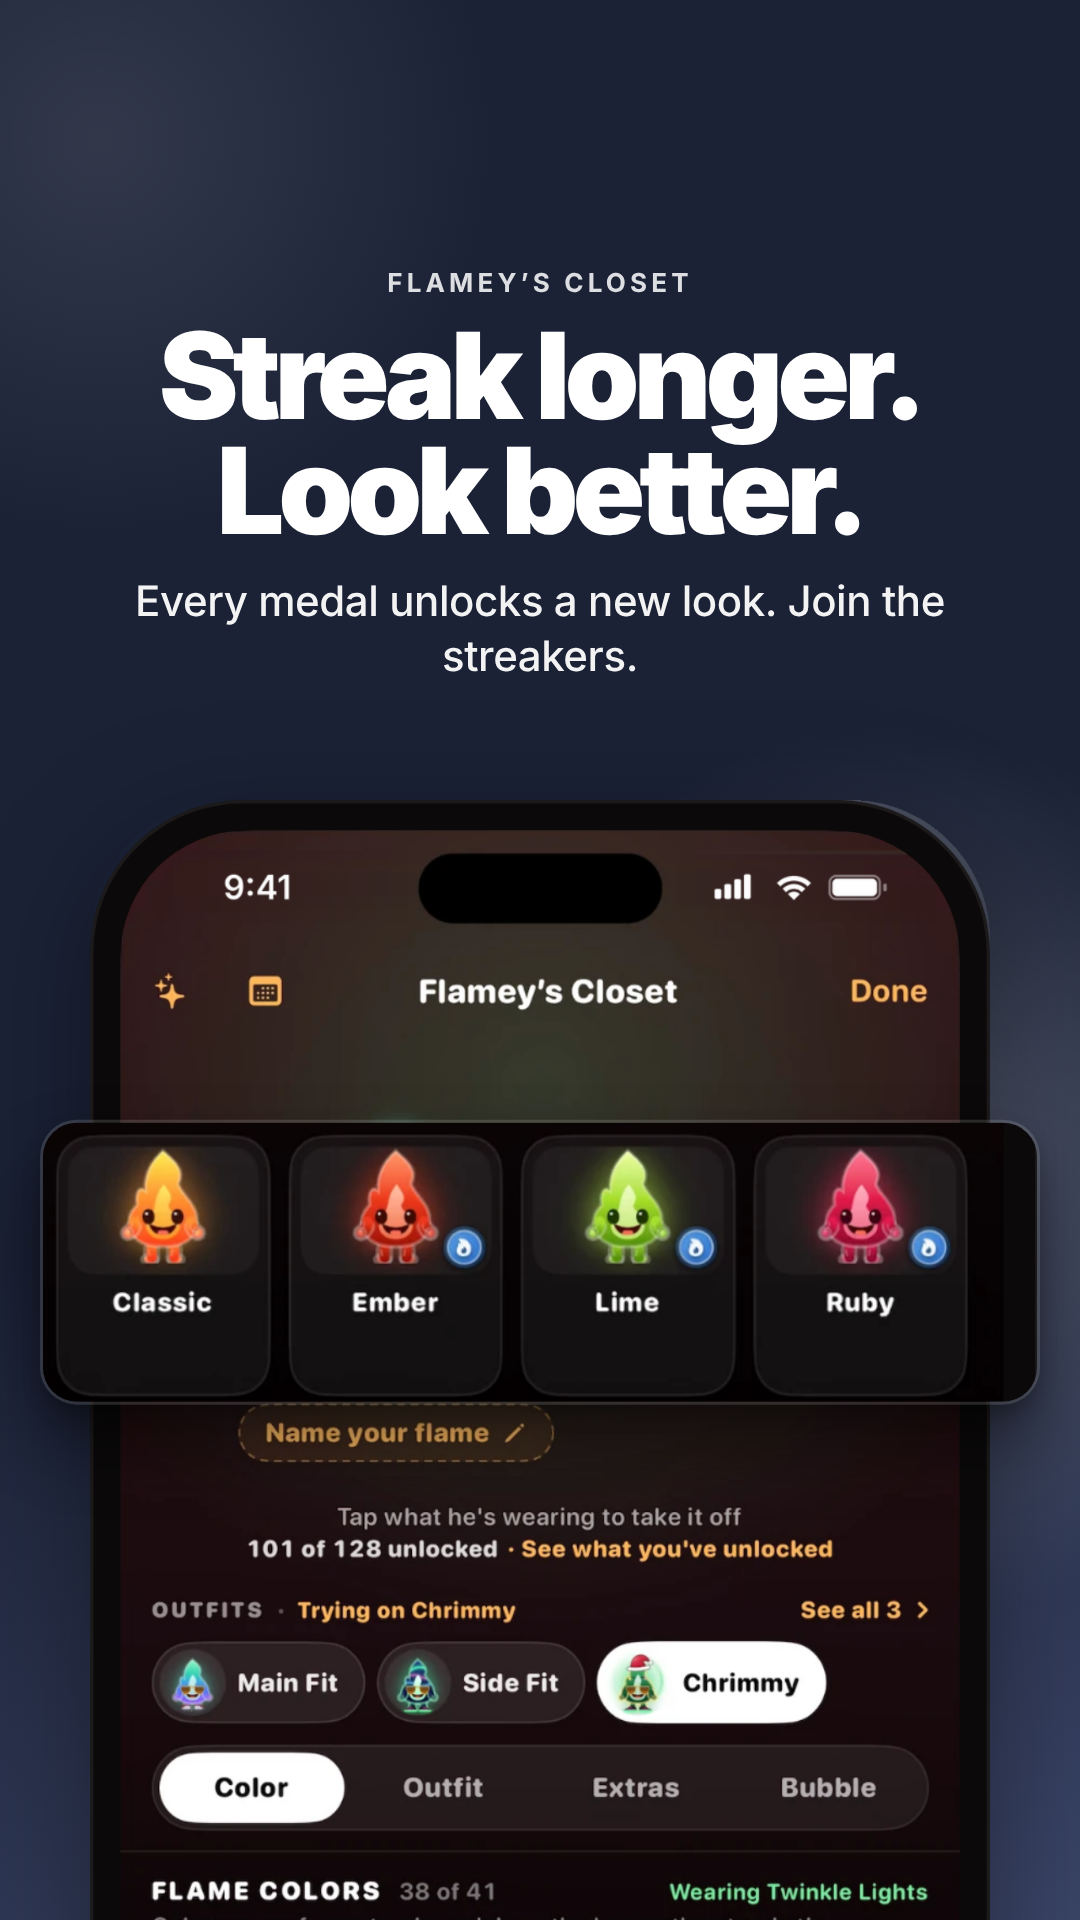 FLAMEY’S CLOSET
Streak longer.
Look better.
Every medal unlocks a new look. Join the
streakers.
9:41
Flamey’s Closet
Done
Classic
Ember
Lime
Ruby
Name your flame
Tap what he's wearing to take it off
101 of 128 unlocked · See what you've unlocked
OUTFITS · Trying on Chrimmy
See all 3
Main Fit
Side Fit
Chrimmy
Color
Outfit
Extras
Bubble
FLAME COLORS 38 of 41
Wearing Twinkle Lights